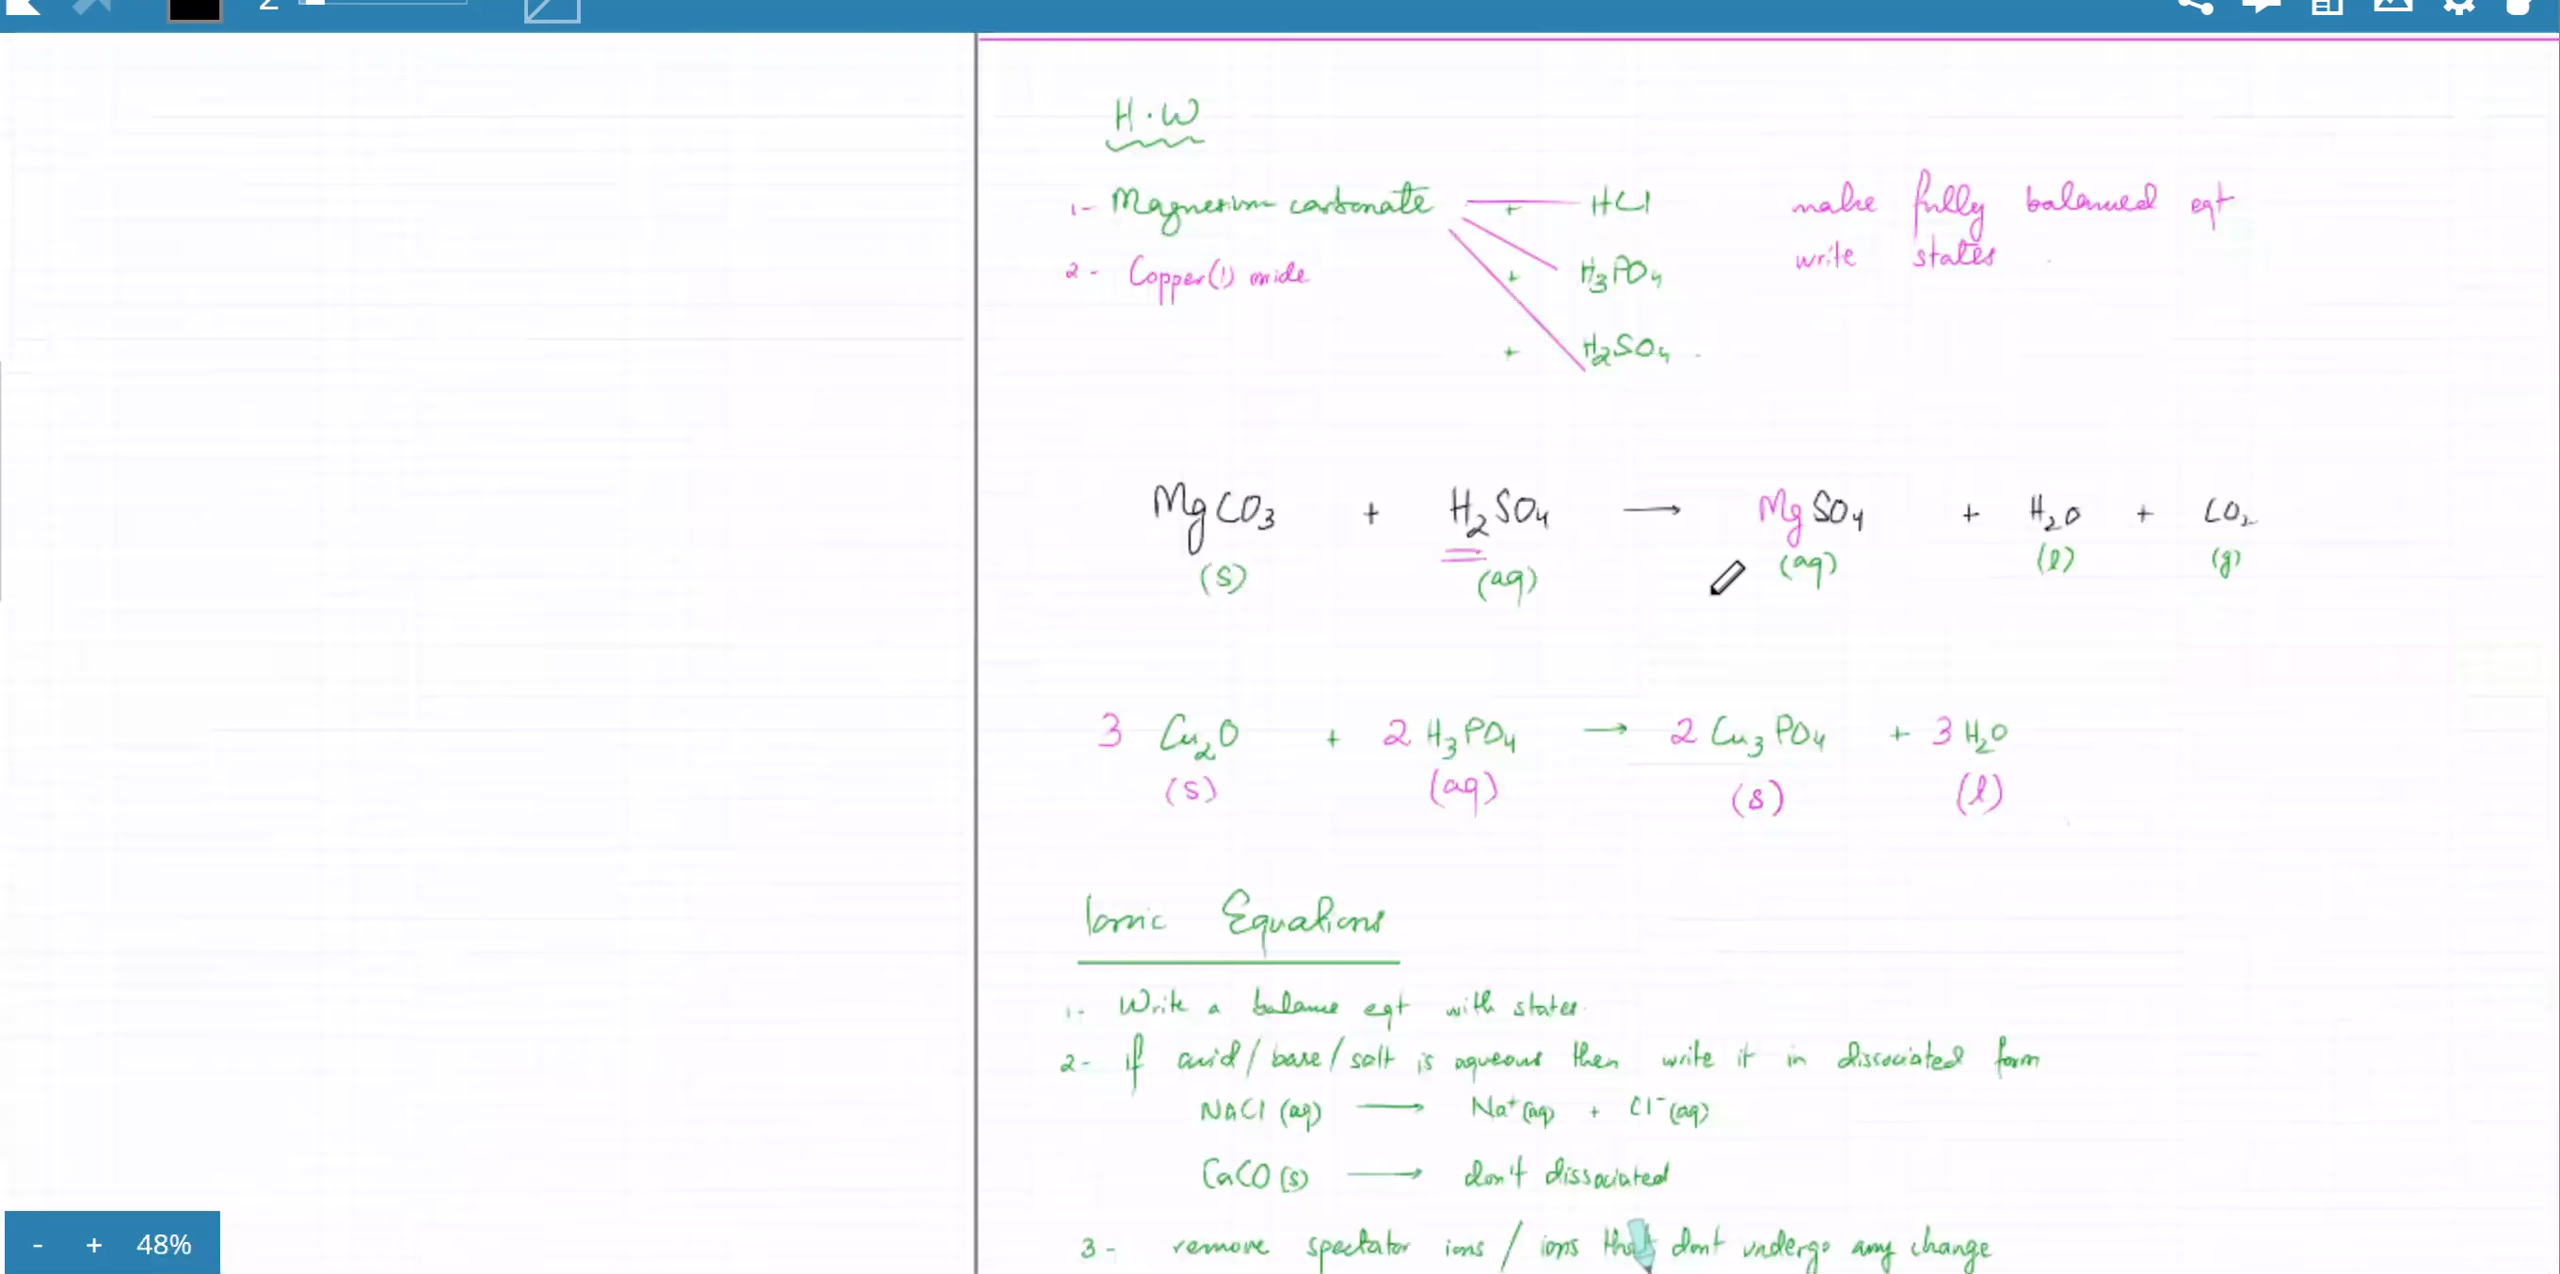 H.W
1- Magnesium carbonate + HCl make fully balanced eqt
2- Copper(1) oxide + H3PO4 write states
+ H2SO4
MgCO3 + H2SO4 → MgSO4 + H2O + CO2
(s) (aq) (aq) (l) (g)
3 Cu2O + 2 H3PO4 → 2 Cu3PO4 + 3 H2O
(s) (aq) (s) (l)
Ionic Equations
1- Write a balance eqt with states.
2- If acid/base/salt is aqueous then write it in dissociated form
NaCl (aq) → Na+(aq) + Cl-(aq)
CaCO(s) → don't dissociated
3- remove spectator ions / ions that dont undergo any change
- + 48%